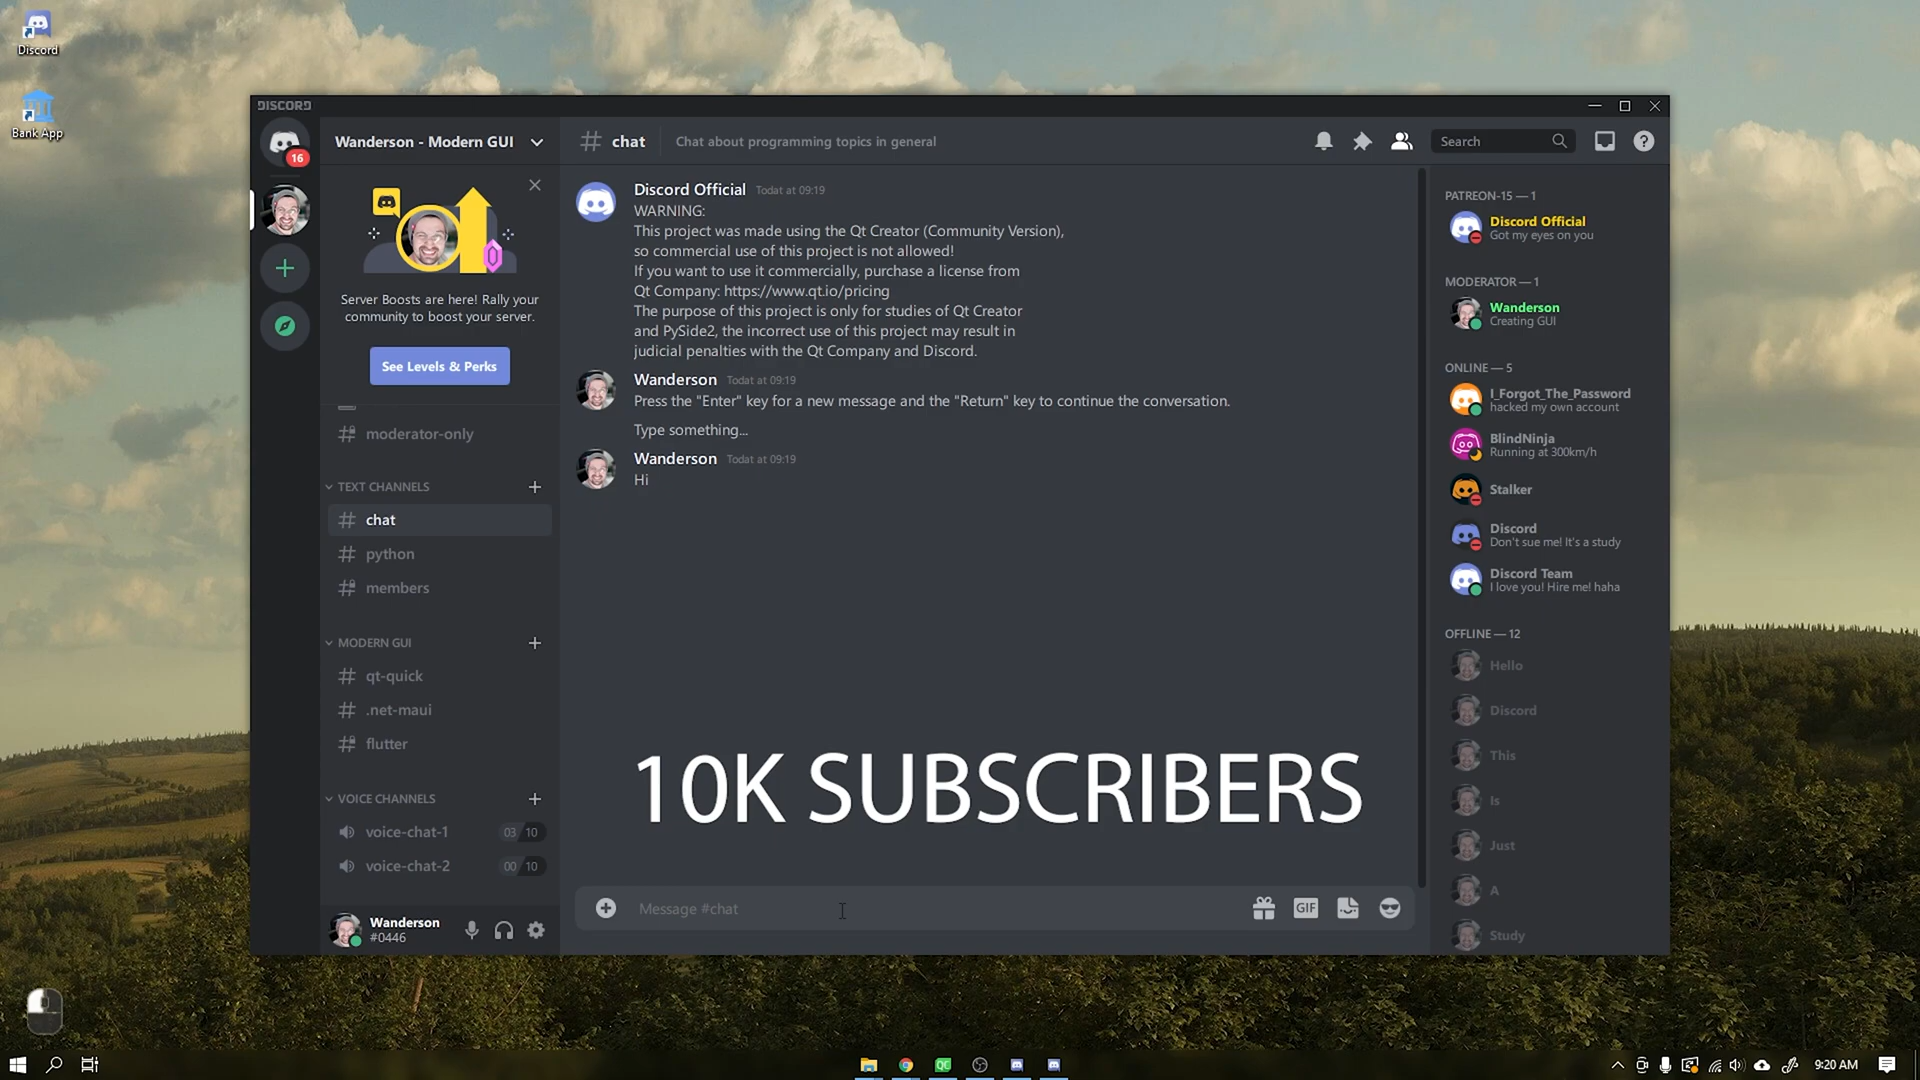 Discord
Bank App
DISCORD
16
Wanderson - Modern GUI
Server Boosts are here! Rally your
community to boost your server.
See Levels & Perks
moderator-only
TEXT CHANNELS
chat
python
members
MODERN GUI
qt-quick
.net-maui
flutter
VOICE CHANNELS
voice-chat-1 03 10
voice-chat-2 00 10
Wanderson
#0446
chat
Chat about programming topics in general
Search
Discord Official Todat at 09:19
WARNING:
This project was made using the Qt Creator (Community Version),
so commercial use of this project is not allowed!
If you want to use it commercially, purchase a license from
Qt Company: https://www.qt.io/pricing
The purpose of this project is only for studies of Qt Creator
and PySide2, the incorrect use of this project may result in
judicial penalties with the Qt Company and Discord.
Wanderson Todat at 09:19
Press the "Enter" key for a new message and the "Return" key to continue the conversation.
Type something...
Wanderson Todat at 09:19
Hi
10K SUBSCRIBERS
Message #chat
GIF
PATREON-15 — 1
Discord Official
Got my eyes on you
MODERATOR — 1
Wanderson
Creating GUI
ONLINE — 5
I_Forgot_The_Password
hacked my own account
BlindNinja
Running at 300km/h
Stalker
Discord
Don't sue me! It's a study
Discord Team
I love you! Hire me! haha
OFFLINE — 12
Hello
Discord
This
Is
Just
A
Study
QC
9:20 AM